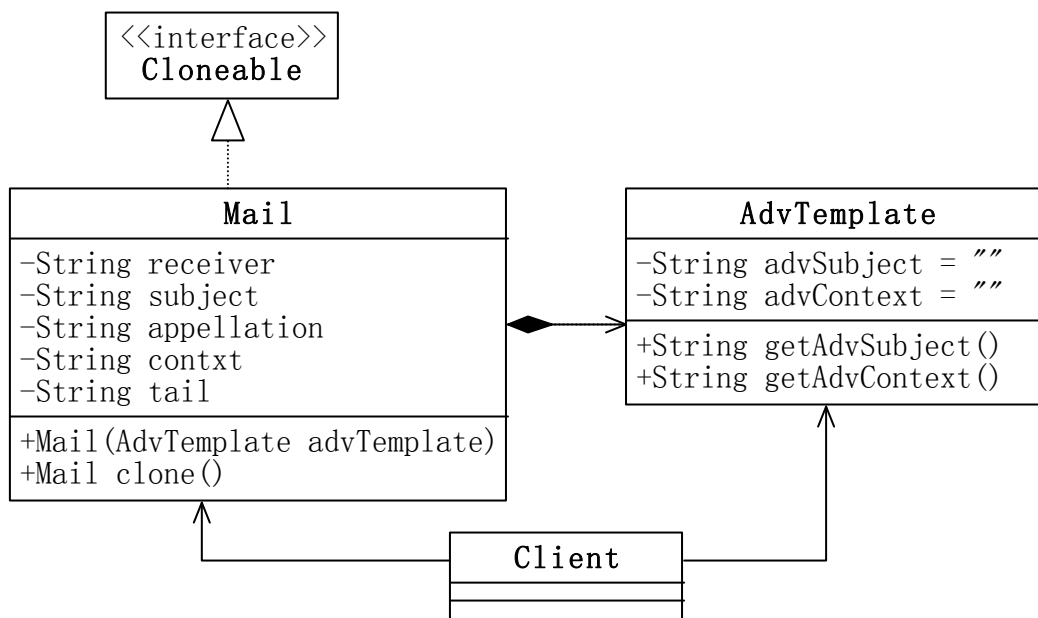 <<interface>>
Cloneable
Mail
-String receiver
-String subject
-String appellation
-String contxt
-String tail
+Mail(AdvTemplate advTemplate)
+Mail clone()
AdvTemplate
-String advSubject = ""
-String advContext = ""
+String getAdvSubject()
+String getAdvContext()
Client